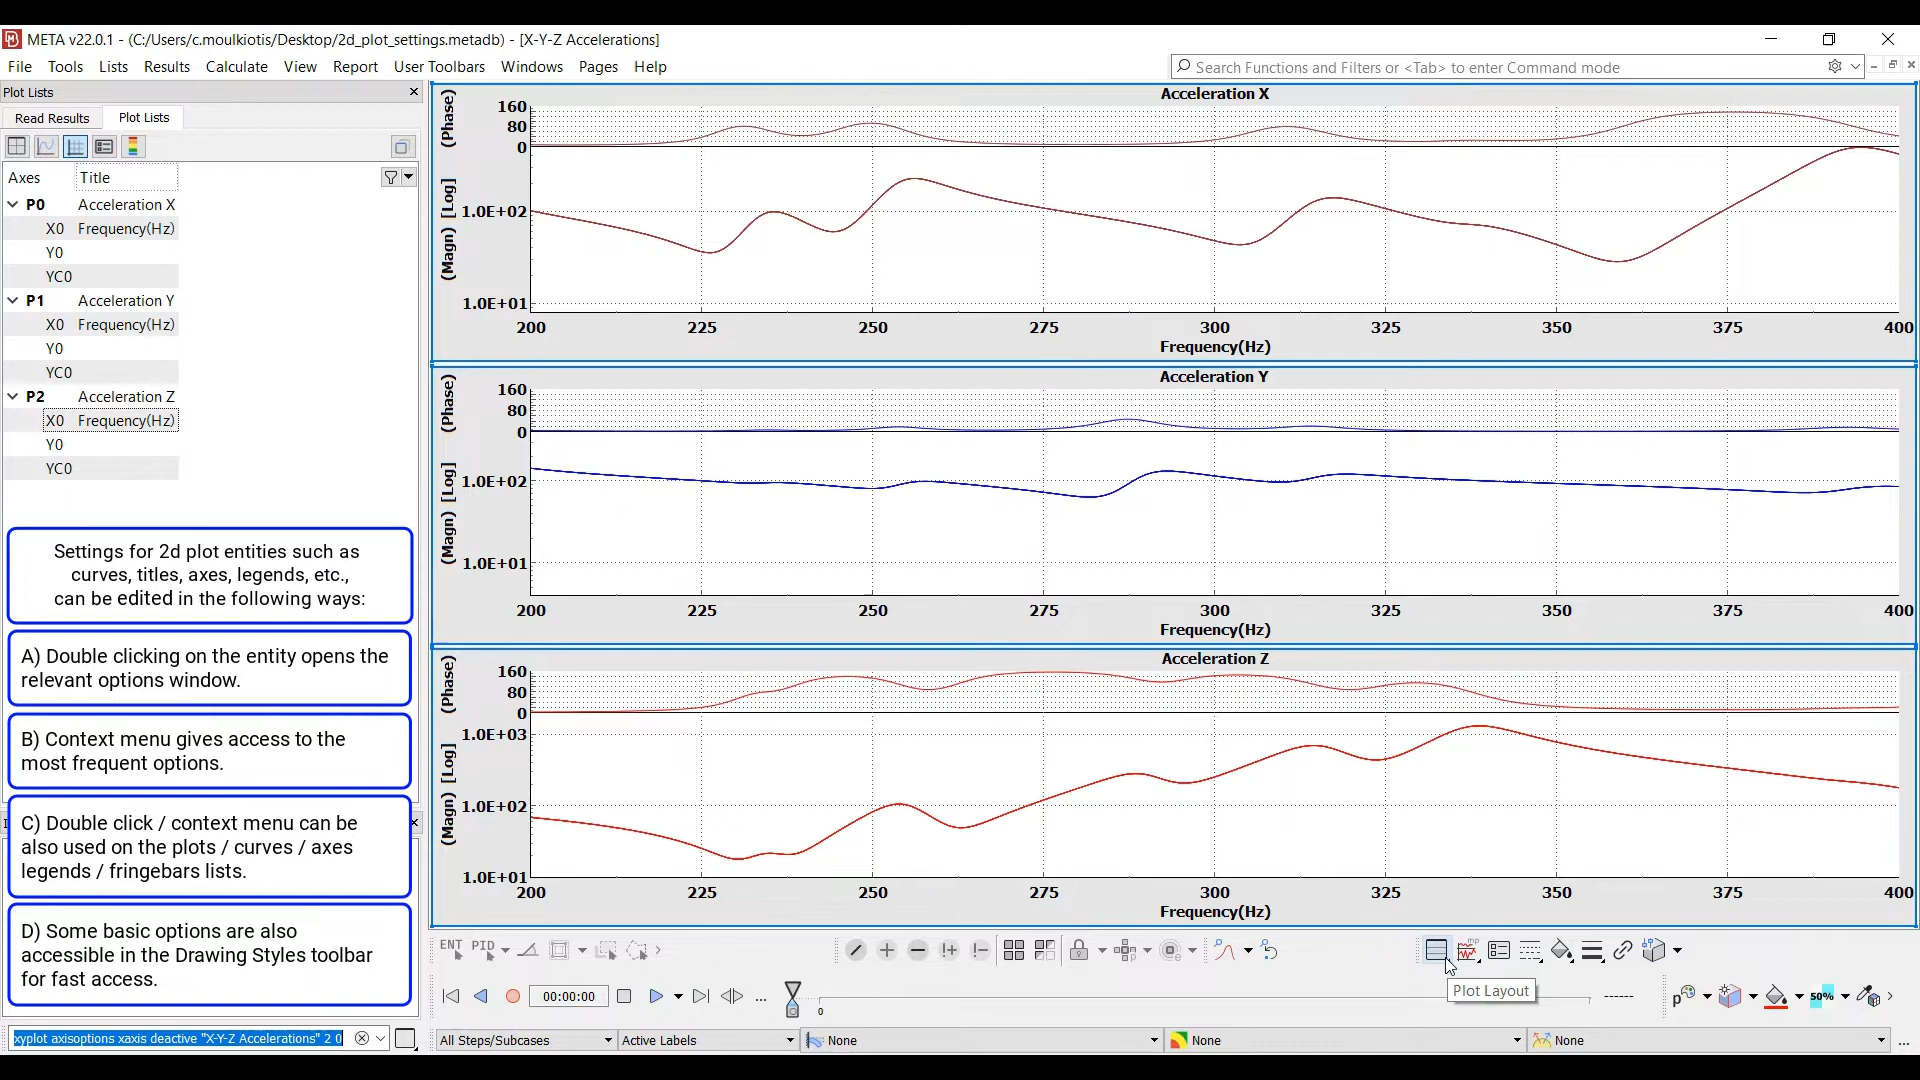 META v22.0.1 - (C:/Users/c.moulkiotis/Desktop/2d_plot_settings.metadb) - [X-Y-Z Accelerations]
File Tools Lists Results Calculate View Report User Toolbars Windows Pages Help
Search Functions and Filters or <Tab> to enter Command mode
Plot Lists
Read Results Plot Lists
Axes Title
P0 Acceleration X
X0 Frequency(Hz)
Y0
YC0
P1 Acceleration Y
X0 Frequency(Hz)
Y0
YC0
P2 Acceleration Z
X0 Frequency(Hz)
Y0
YC0
Settings for 2d plot entities such as
curves, titles, axes, legends, etc.,
can be edited in the following ways:
A) Double clicking on the entity opens the
relevant options window.
B) Context menu gives access to the
most frequent options.
C) Double click / context menu can be
also used on the plots / curves / axes
legends / fringebars lists.
D) Some basic options are also
accessible in the Drawing Styles toolbar
for fast access.
xyplot axisoptions xaxis deactive "X-Y-Z Accelerations" 2 0
Acceleration X
(Phase)
160
80
0
(Magn) [Log]
1.0E+02
1.0E+01
200 225 250 275 300 325 350 375 400
Frequency(Hz)
Acceleration Y
(Phase)
160
80
0
(Magn) [Log]
1.0E+02
1.0E+01
200 225 250 275 300 325 350 375 400
Frequency(Hz)
Acceleration Z
(Phase)
160
80
0
(Magn) [Log]
1.0E+03
1.0E+02
1.0E+01
200 225 250 275 300 325 350 375 400
Frequency(Hz)
ENT PID
Plot Layout
00:00:00 ... 0 ------ p 50%
All Steps/Subcases Active Labels None None None ...